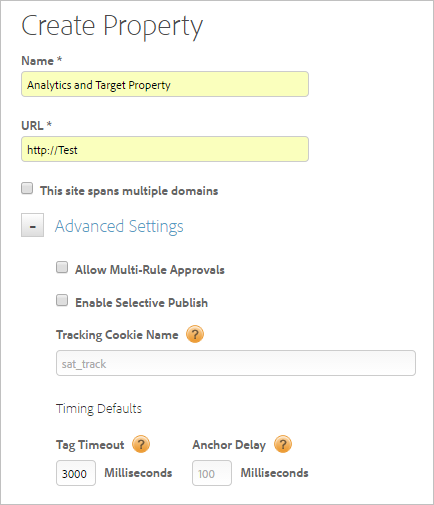 Create Property
Name *
Analytics and Target Property
URL *
http://Test
This site spans multiple domains
- Advanced Settings
Allow Multi-Rule Approvals
Enable Selective Publish
Tracking Cookie Name ?
sat_track
Timing Defaults
Tag Timeout ? Anchor Delay ?
3000 Milliseconds 100 Milliseconds